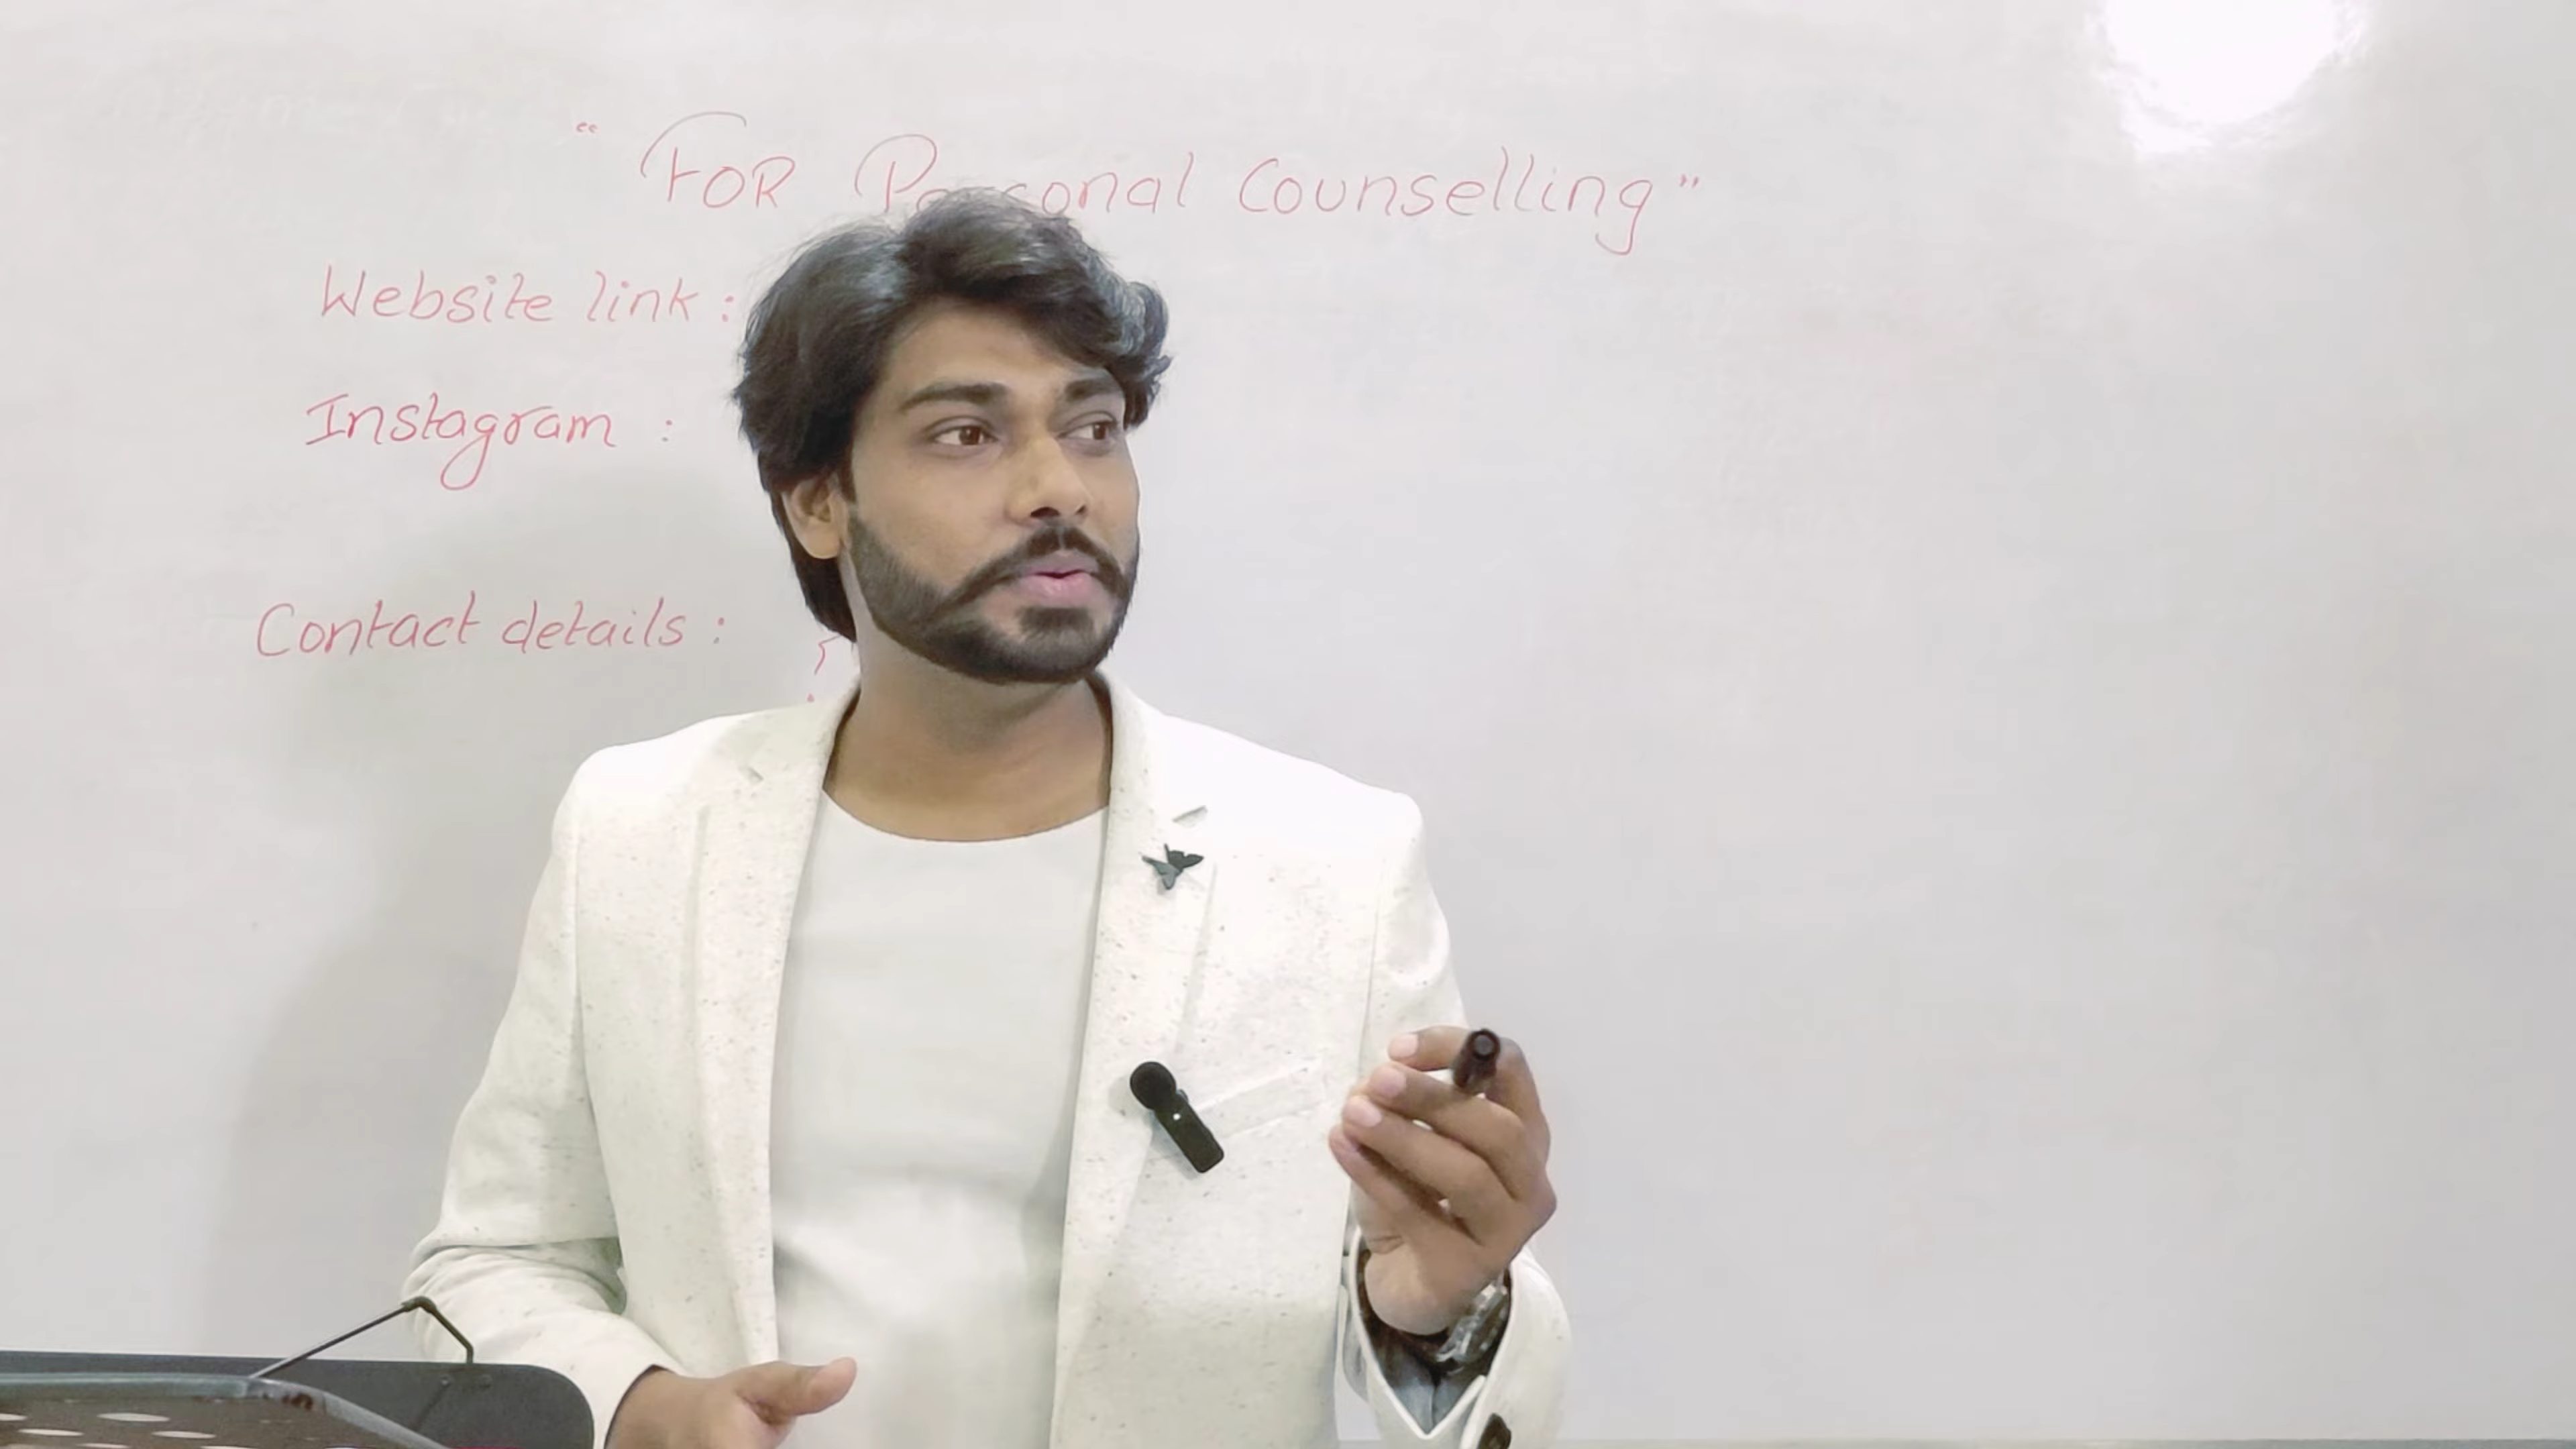 " FOR Personal Counselling "
Website link :
Instagram :
Contact details :